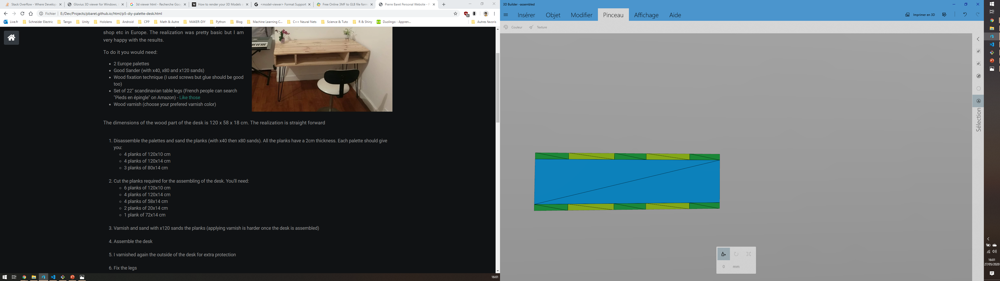 Stack Overflow - Where Develop
Glovius 3D viewer for Windows,
3d viewer html - Recherche Goo
How to render your 3D Models
<model-viewer> Format Support
Free Online 3MF to GLB file form
Pierre Baret Personal Website - P
Fichier
E:/Dev/Projects/pbaret.github.io/html/p5-diy-palette-desk.html
Live.fr
Schneider Electric
Tango
Unity
Hololens
Android
CPP
Math & Autre
MAKER-DIY
Python
Blog
Machine Learning C...
C++ Neural Nets
Science & Tuto
R & Shiny
Duolingo - Appren...
Autres favoris
shop etc in Europe. The realization was pretty basic but I am
very happy with the results.
To do it you would need:
2 Europe palettes
Good Sander (with x40, x80 and x120 sands)
Wood fixation technique (I used screws but glue should be good
too)
Set of 22" scandinavian table legs (French people can search
"Pieds en épingle" on Amazon) - Like those
Wood varnish (choose your prefered varnish color)
The dimensions of the wood part of the desk is 120 x 58 x 18 cm. The realization is straight forward
1. Disassemble the palettes and sand the planks (with x40 then x80 sands). All the planks have a 2cm thickness. Each palette should give
you:
4 planks of 120x10 cm
4 planks of 120x14 cm
3 planks of 80x14 cm
2. Cut the planks required for the assembling of the desk. You'll need:
6 planks of 120x10 cm
4 planks of 120x14 cm
4 planks of 58x14 cm
2 planks of 20x14 cm
1 plank of 72x14 cm
3. Varnish and sand with x120 sands the planks (applying varnish is harder once the desk is assembled)
4. Assemble the desk
5. I varnished again the outside of the desk for extra protection
6. Fix the legs
16:01
3D Builder -assembled
Insérer
Objet
Modifier
Pinceau
Affichage
Aide
Imprimer en 3D
Couleur
Texture
Sélection
0 mm
16:01
27/05/2020